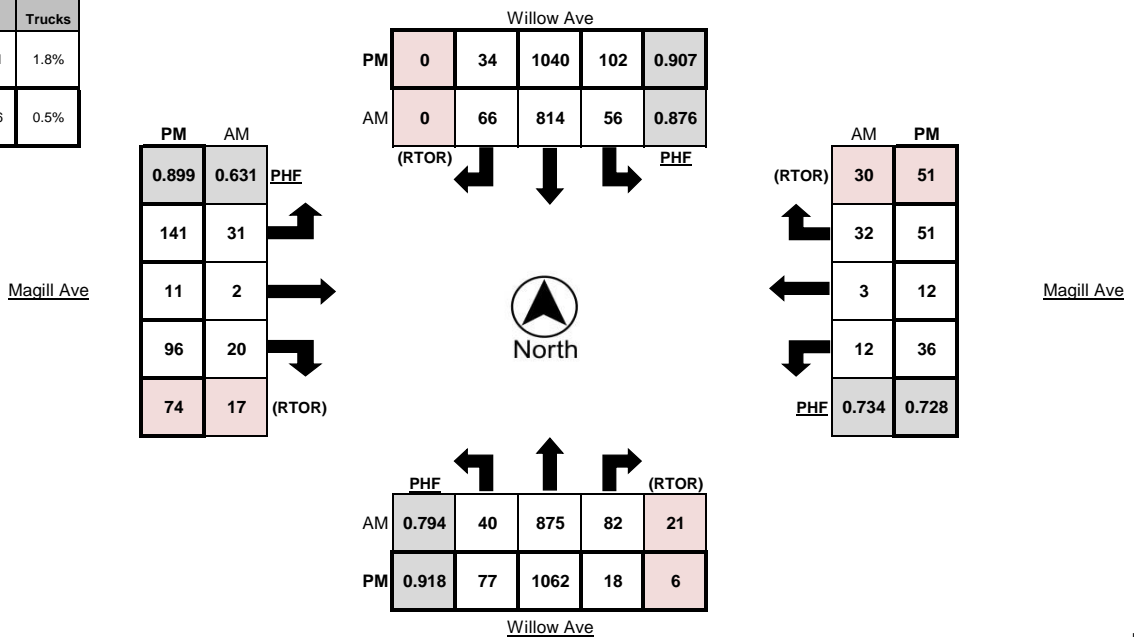 Trucks
1.8%
0.5%
Willow Ave
PM 0 34 1040 102 0.907
AM 0 66 814 56 0.876
(RTOR) PHF
PM AM
0.899 0.631 PHF
141 31
11 2
96 20
74 17 (RTOR)
Magill Ave
North
AM PM
(RTOR) 30 51
32 51
3 12
12 36
PHF 0.734 0.728
Magill Ave
PHF (RTOR)
AM 0.794 40 875 82 21
PM 0.918 77 1062 18 6
Willow Ave